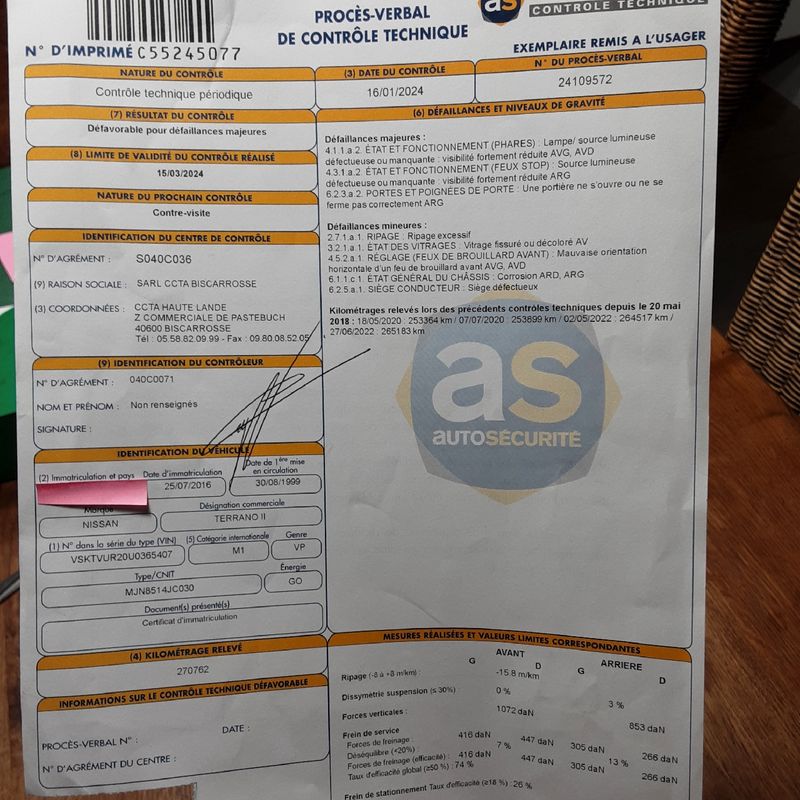 PROCÈS-VERBAL
DE CONTRÔLE TECHNIQUE
as
CONTROLE TECHNIQUE
N° D'IMPRIMÉ C55245077
EXEMPLAIRE REMIS A L'USAGER
NATURE DU CONTRÔLE
Contrôle technique périodique
(3) DATE DU CONTRÔLE
16/01/2024
N° DU PROCÈS-VERBAL
24109572
(7) RÉSULTAT DU CONTRÔLE
Défavorable pour défaillances majeures
(8) LIMITE DE VALIDITÉ DU CONTRÔLE RÉALISÉ
15/03/2024
NATURE DU PROCHAIN CONTRÔLE
Contre-visite
IDENTIFICATION DU CENTRE DE CONTRÔLE
N° D'AGRÉMENT : S040C036
(9) RAISON SOCIALE : SARL CCTA BISCARROSSE
(3) COORDONNÉES : CCTA HAUTE LANDE
Z COMMERCIALE DE PASTEBUCH
40600 BISCARROSSE
Tél : 05.58.82.09.99 - Fax : 09.80.08.52.05
(9) IDENTIFICATION DU CONTRÔLEUR
N° D'AGRÉMENT : 040C0071
NOM ET PRÉNOM : Non renseignés
SIGNATURE :
IDENTIFICATION DU VÉHICULE
(2) Immatriculation et pays
Date d'immatriculation
25/07/2016
Date de 1ère mise
en circulation
30/08/1999
Marque
NISSAN
Désignation commerciale
TERRANO II
(1) N° dans la série du type (VIN)
VSKTVUR20U0365407
(5) Catégorie internationale
M1
Genre
VP
Type/CNIT
MJN8514JC030
Énergie
GO
Document(s) présenté(s)
Certificat d'immatriculation
(4) KILOMÉTRAGE RELEVÉ
270762
INFORMATIONS SUR LE CONTRÔLE TECHNIQUE DÉFAVORABLE
DATE :
PROCÈS-VERBAL N° :
N° D'AGRÉMENT DU CENTRE :
(6) DÉFAILLANCES ET NIVEAUX DE GRAVITÉ
Défaillances majeures :
4.1.1.a.2. ÉTAT ET FONCTIONNEMENT (PHARES) : Lampe/ source lumineuse
défectueuse ou manquante : visibilité fortement réduite AVG, AVD
4.3.1.a.2. ÉTAT ET FONCTIONNEMENT (FEUX STOP) : Source lumineuse
défectueuse ou manquante : visibilité fortement réduite ARG
6.2.3.a.2. PORTES ET POIGNÉES DE PORTE : Une portière ne s'ouvre ou ne se
ferme pas correctement ARG
Défaillances mineures :
2.7.1.a.1. RIPAGE : Ripage excessif
3.2.1.a.1. ÉTAT DES VITRAGES : Vitrage fissuré ou décoloré AV
4.5.2.a.1. RÉGLAGE (FEUX DE BROUILLARD AVANT) : Mauvaise orientation
horizontale d'un feu de brouillard avant AVG, AVD
6.1.1.c.1. ÉTAT GÉNÉRAL DU CHÂSSIS : Corrosion ARD, ARG
6.2.5.a.1. SIÈGE CONDUCTEUR : Siège défectueux
Kilométrages relevés lors des précédents contrôles techniques depuis le 20 mai
2018 : 18/05/2020 : 253364 km / 07/07/2020 : 253699 km / 02/05/2022 : 264517 km /
27/06/2022 : 265183 km
as
AUTOSÉCURITÉ
MESURES RÉALISÉES ET VALEURS LIMITES CORRESPONDANTES
AVANT ARRIERE
G D G D
Ripage (-8 à +8 m/km) : -15.8 m/km
Dissymétrie suspension (≤ 30%) : 0 % 3 %
Forces verticales : 1072 daN 853 daN
Frein de service
Forces de freinage : 416 daN 447 daN 305 daN 266 daN
Déséquilibre (<20%) : 7 % 13 %
Forces de freinage (efficacité) : 416 daN 447 daN 305 daN 266 daN
Taux d'efficacité global (≥50 %) : 74 %
Frein de stationnement Taux d'efficacité (≥18 %) : 26 %